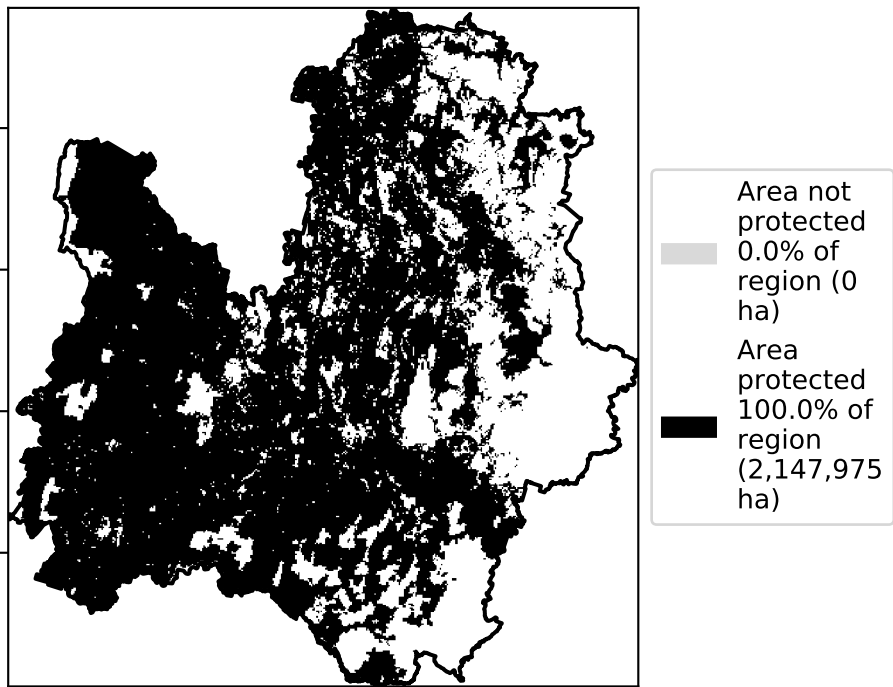 Area not
protected
0.0% of
region (0
ha)
Area
protected
100.0% of
region
(2,147,975
ha)